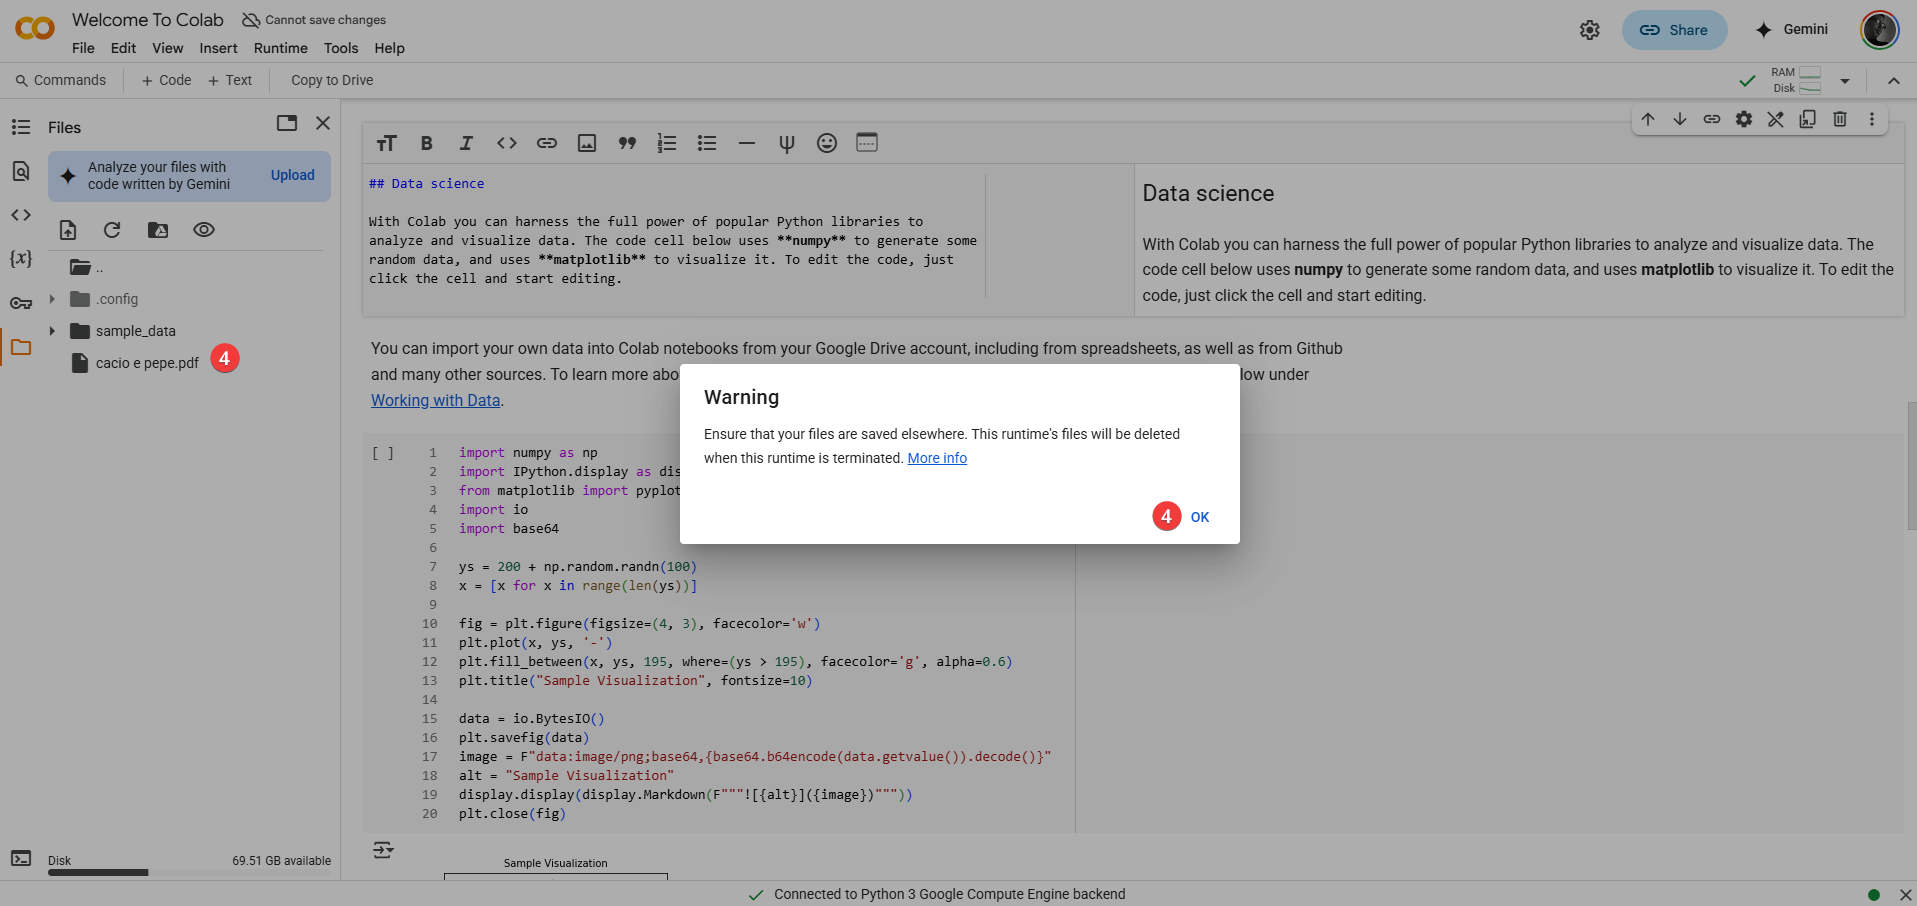 Welcome To Colab
Cannot save changes
File Edit View Insert Runtime Tools Help
Share
Gemini
Commands
+ Code + Text
Copy to Drive
RAM
Disk
Files
Analyze your files with
code written by Gemini
Upload
{x}
..
.config
sample_data
cacio e pepe.pdf 4
## Data science
With Colab you can harness the full power of popular Python libraries to
analyze and visualize data. The code cell below uses **numpy** to generate some
random data, and uses **matplotlib** to visualize it. To edit the code, just
click the cell and start editing.
Data science
With Colab you can harness the full power of popular Python libraries to analyze and visualize data. The
code cell below uses numpy to generate some random data, and uses matplotlib to visualize it. To edit the
code, just click the cell and start editing.
You can import your own data into Colab notebooks from your Google Drive account, including from spreadsheets, as well as from Github
and many other sources. To learn more abo
low under
Working with Data.
Warning
Ensure that your files are saved elsewhere. This runtime's files will be deleted
when this runtime is terminated. More info
4 OK
[ ]
1 import numpy as np
2 import IPython.display as dis
3 from matplotlib import pyplot
4 import io
5 import base64
6
7 ys = 200 + np.random.randn(100)
8 x = [x for x in range(len(ys))]
9
10 fig = plt.figure(figsize=(4, 3), facecolor='w')
11 plt.plot(x, ys, '-')
12 plt.fill_between(x, ys, 195, where=(ys > 195), facecolor='g', alpha=0.6)
13 plt.title("Sample Visualization", fontsize=10)
14
15 data = io.BytesIO()
16 plt.savefig(data)
17 image = F"data:image/png;base64,{base64.b64encode(data.getvalue()).decode()}"
18 alt = "Sample Visualization"
19 display.display(display.Markdown(F"""![{alt}]({image})"""))
20 plt.close(fig)
Sample Visualization
Disk
69.51 GB available
Connected to Python 3 Google Compute Engine backend